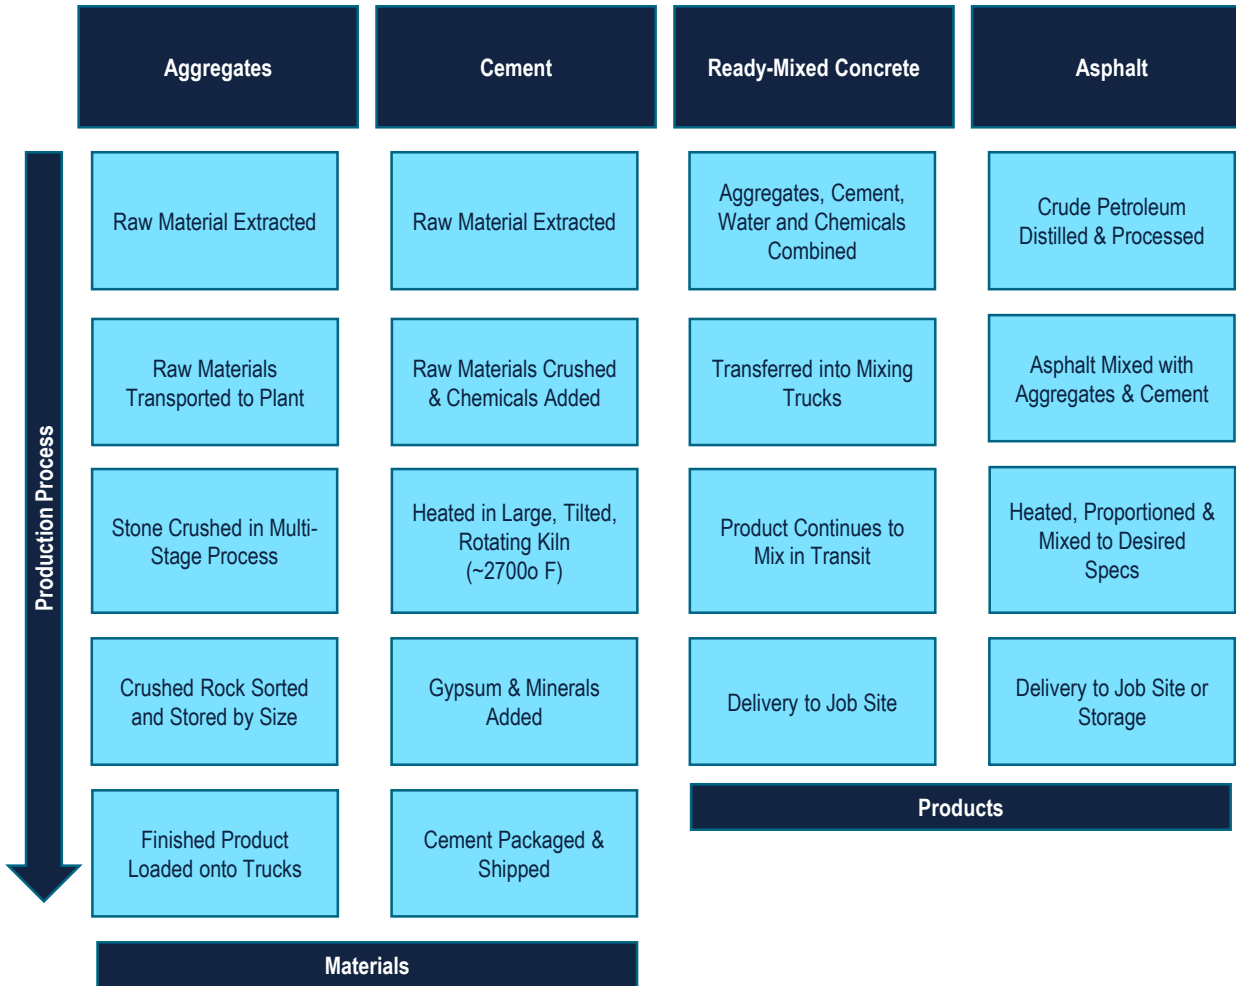 Aggregates
Cement
Ready-Mixed Concrete
Asphalt
Production Process
Raw Material Extracted
Raw Material Extracted
Aggregates, Cement,
Water and Chemicals
Combined
Crude Petroleum
Distilled & Processed
Raw Materials
Transported to Plant
Raw Materials Crushed
& Chemicals Added
Transferred into Mixing
Trucks
Asphalt Mixed with
Aggregates & Cement
Stone Crushed in Multi-
Stage Process
Heated in Large, Tilted,
Rotating Kiln
(~2700o F)
Product Continues to
Mix in Transit
Heated, Proportioned &
Mixed to Desired
Specs
Crushed Rock Sorted
and Stored by Size
Gypsum & Minerals
Added
Delivery to Job Site
Delivery to Job Site or
Storage
Finished Product
Loaded onto Trucks
Cement Packaged &
Shipped
Products
Materials